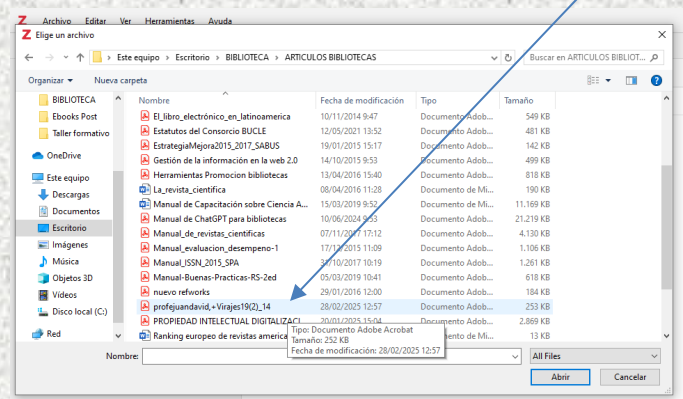 Z Archivo Editar Ver Herramientas Ayuda
Z Elige un archivo
Este equipo > Escritorio > BIBLIOTECA > ARTICULOS BIBLIOTECAS
Buscar en ARTICULOS BIBLIOT...
Organizar Nueva carpeta
BIBLIOTECA
Ebooks Post
Taller formativo
OneDrive
Este equipo
Descargas
Documentos
Escritorio
Imágenes
Música
Objetos 3D
Vídeos
Disco local (C:)
Red
Nombre Fecha de modificación Tipo Tamaño
El_libro_electrónico_en_latinoamerica 10/11/2014 9:47 Documento Adob... 549 KB
Estatutos del Consorcio BUCLE 12/05/2021 13:52 Documento Adob... 481 KB
EstrategiaMejora2015_2017_SABUS 19/01/2015 15:17 Documento Adob... 142 KB
Gestión de la información en la web 2.0 14/10/2015 9:53 Documento Adob... 499 KB
Herramientas Promocion bibliotecas 13/04/2016 15:40 Documento Adob... 818 KB
La_revista_cientifica 08/04/2016 11:28 Documento de Mi... 190 KB
Manual de Capacitación sobre Ciencia A... 15/03/2019 9:52 Documento de Mi... 11.169 KB
Manual de ChatGPT para bibliotecas 10/06/2024 9:53 Documento Adob... 21.219 KB
Manual_de_revistas_cientificas 07/11/2017 17:12 Documento Adob... 4.130 KB
Manual_evaluacion_desempeno-1 17/12/2015 11:09 Documento Adob... 1.106 KB
Manual_ISSN_2015_SPA 31/10/2017 10:19 Documento Adob... 1.261 KB
Manual-Buenas-Practicas-RS-2ed 05/03/2019 10:41 Documento Adob... 618 KB
nuevo refworks 29/01/2016 12:00 Documento Adob... 184 KB
profejuandavid,+Virajes19(2)_14 28/02/2025 12:57 Documento Adob... 253 KB
PROPIEDAD INTELECTUAL DIGITALIZACI... 20/01/2025 15:04 Documento Adob... 2.869 KB
Ranking europeo de revistas america ento de Mi... 13 KB
Tipo: Documento Adobe Acrobat
Tamaño: 252 KB
Fecha de modificación: 28/02/2025 12:57
Nombre: All Files
Abrir Cancelar